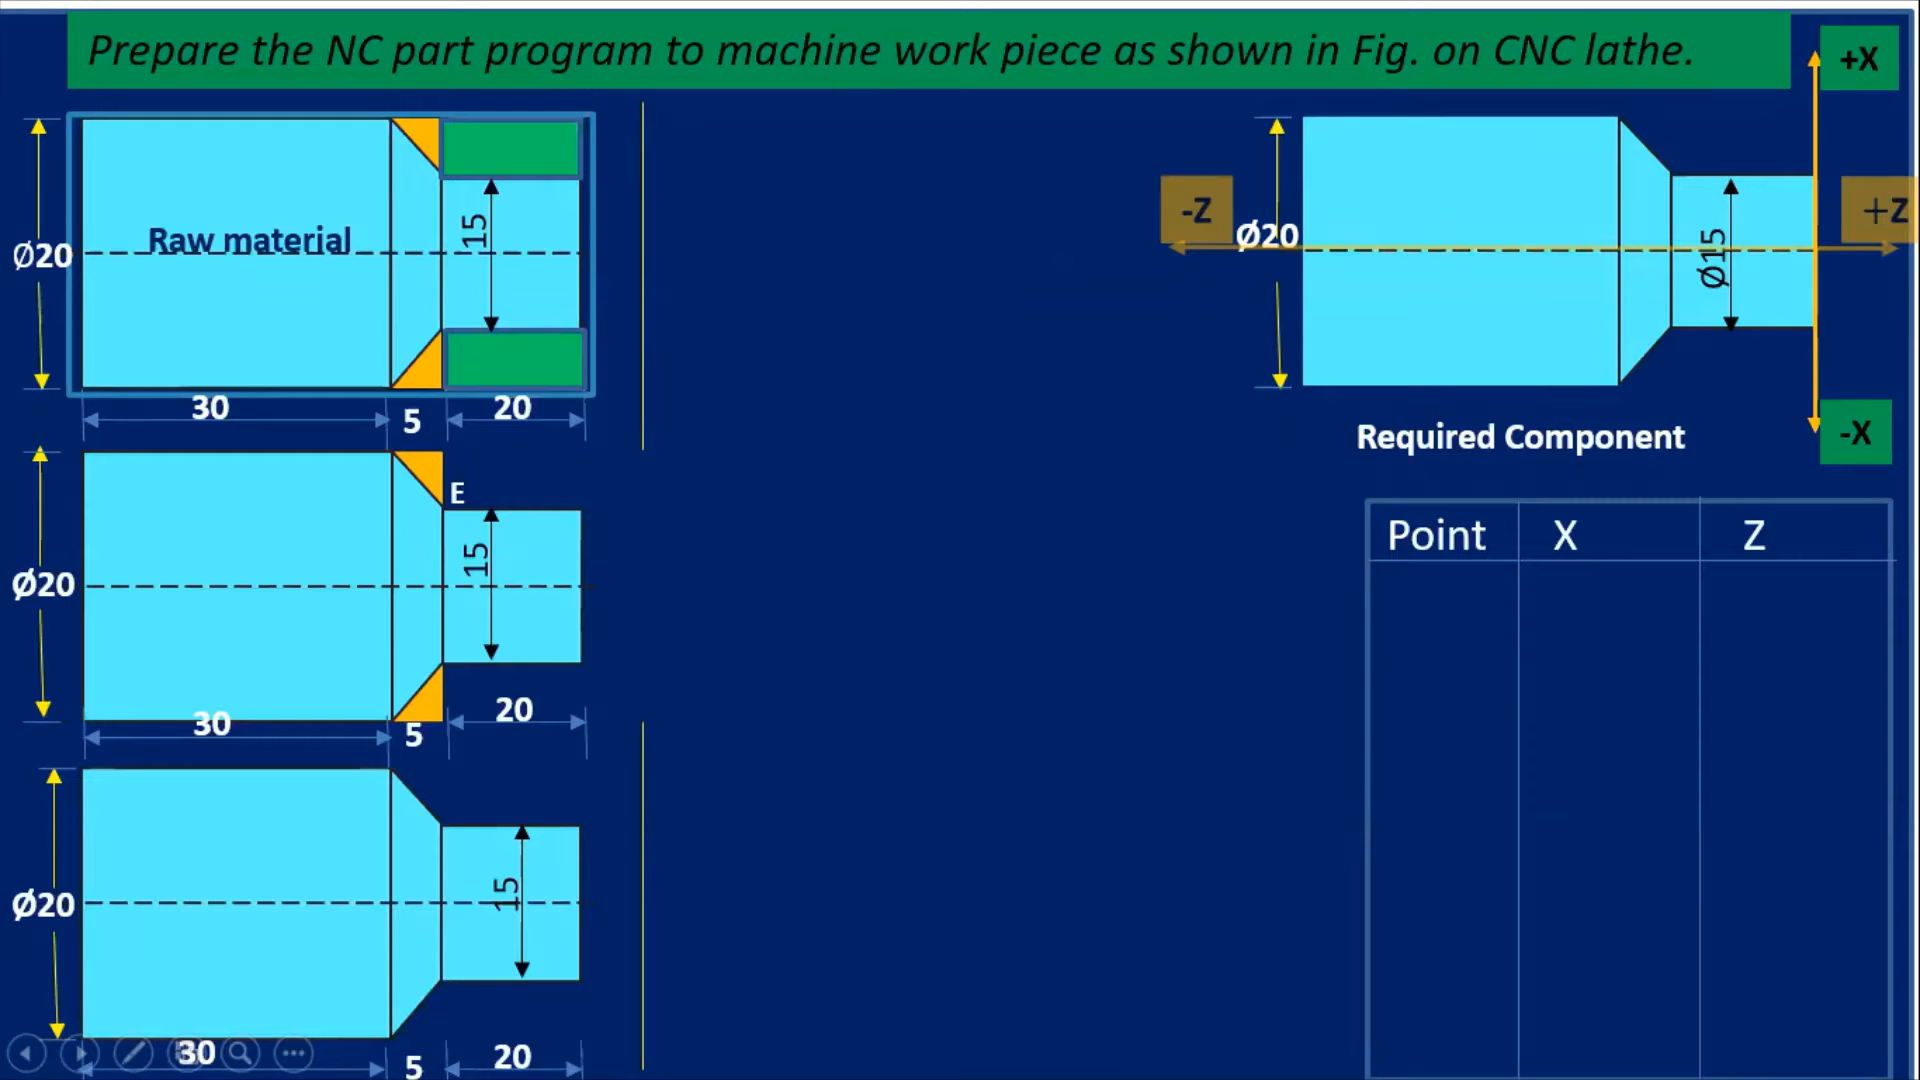 Prepare the NC part program to machine work piece as shown in Fig. on CNC lathe.
+X
Ø20
Raw material
15
30
5
20
-Z
Ø20
Ø15
+Z
-X
Required Component
Ø20
E
15
30
5
20
Point X Z
Ø20
15
30
5
20